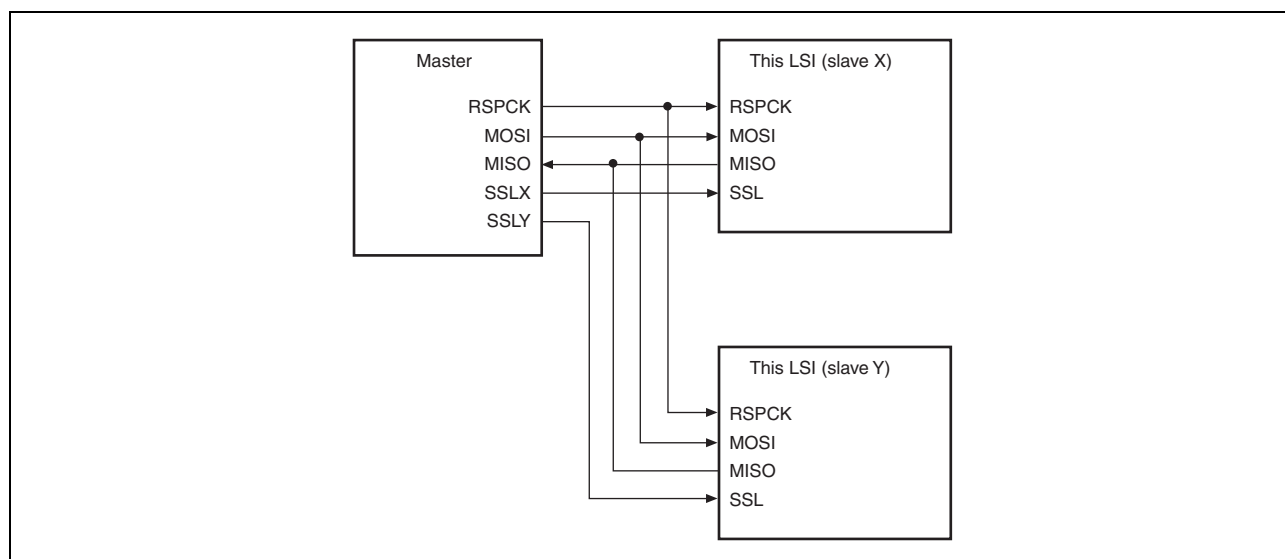 Master
RSPCK
MOSI
MISO
SSLX
SSLY
This LSI (slave X)
RSPCK
MOSI
MISO
SSL
This LSI (slave Y)
RSPCK
MOSI
MISO
SSL